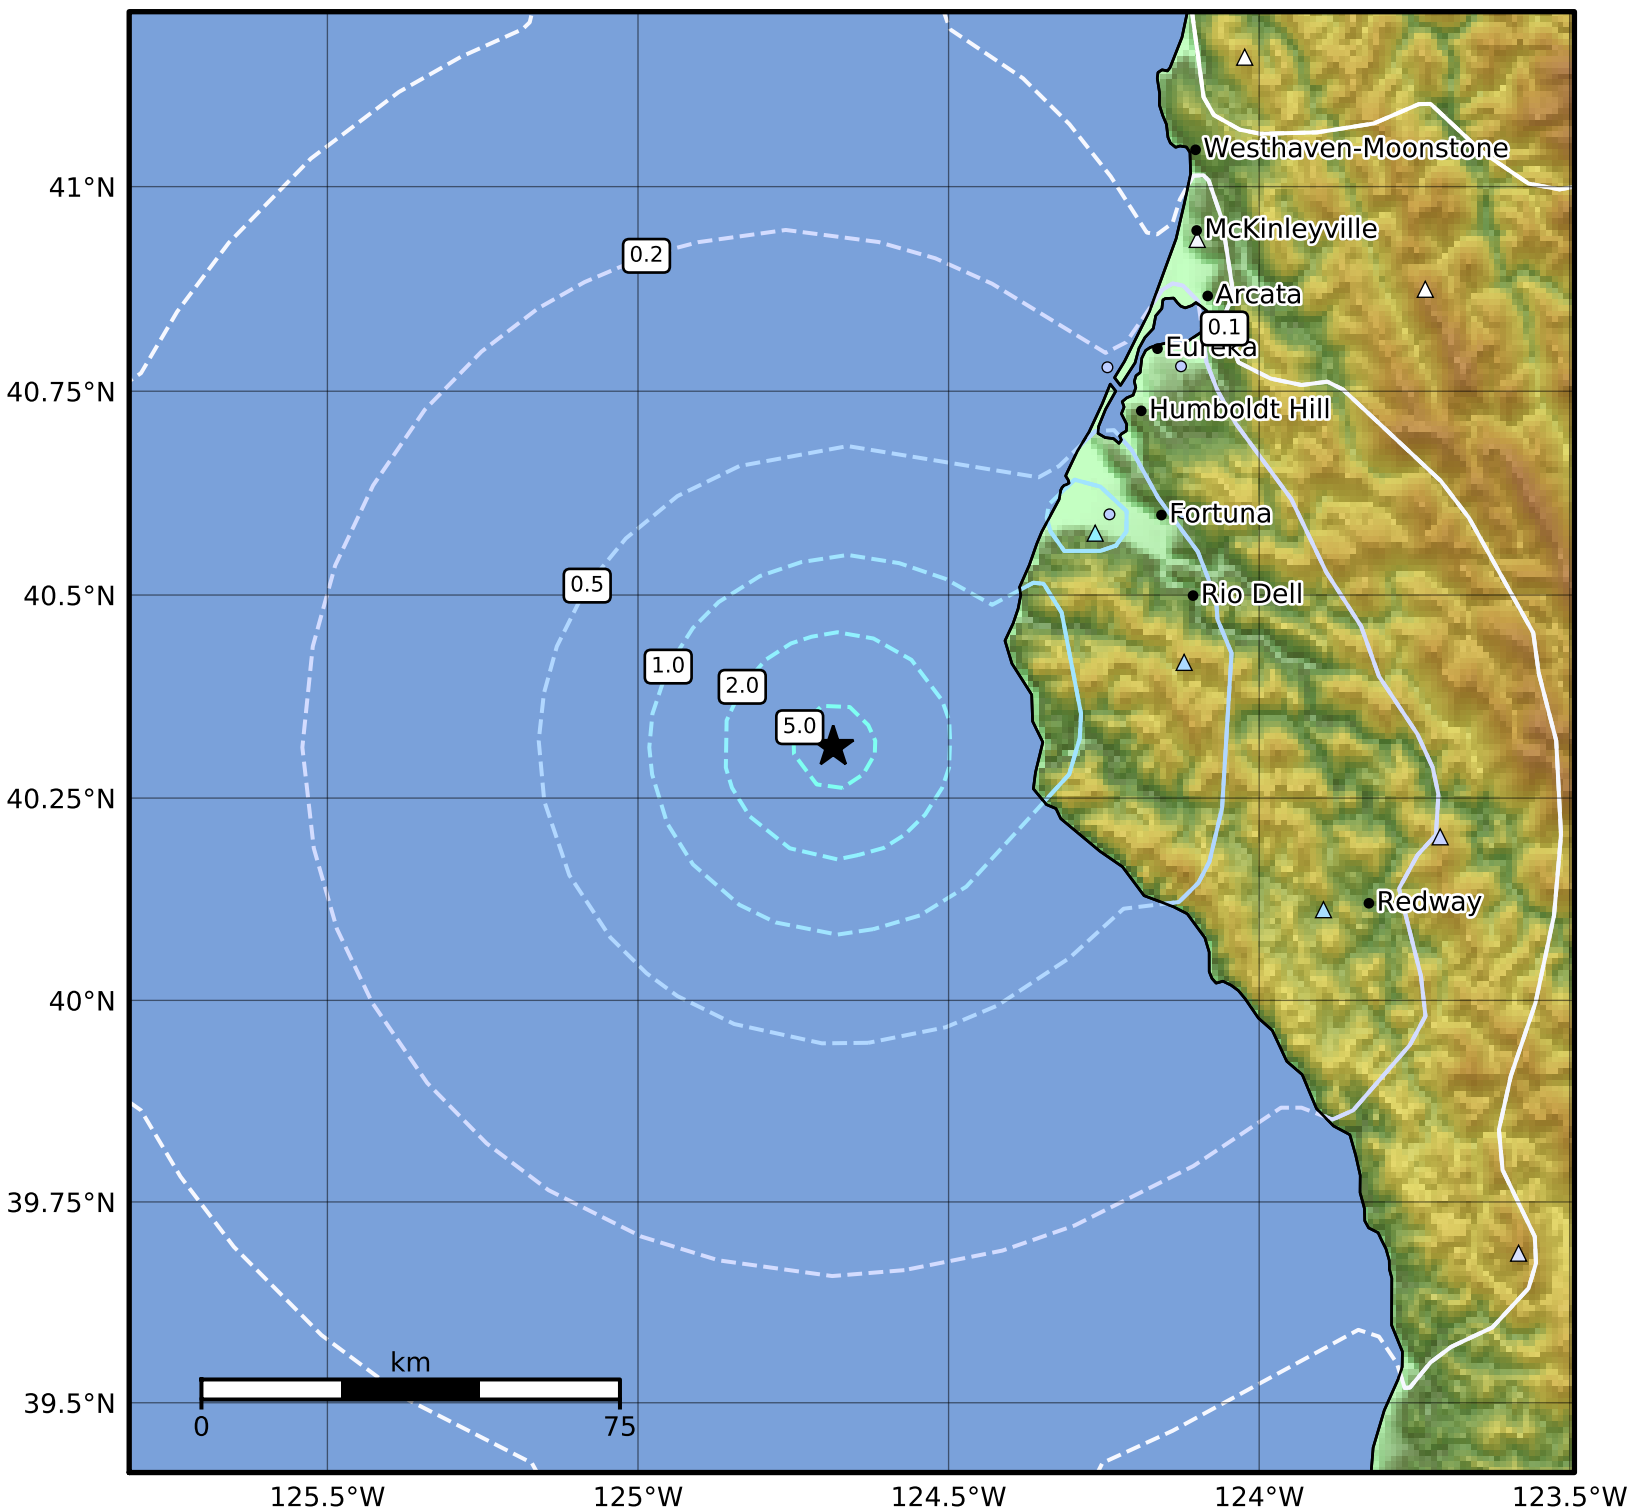 Westhaven-Moonstone
41°N
McKinleyville
0.2
Arcata
0.1
Eureka
40.75°N
Humboldt Hill
Fortuna
0.5
40.5°N
Rio Dell
1.0
2.0
5.0
40.25°N
Redway
40°N
39.75°N
km
39.5°N
0
75
125.5°W
125°W
124.5°W
124°W
123.5°W